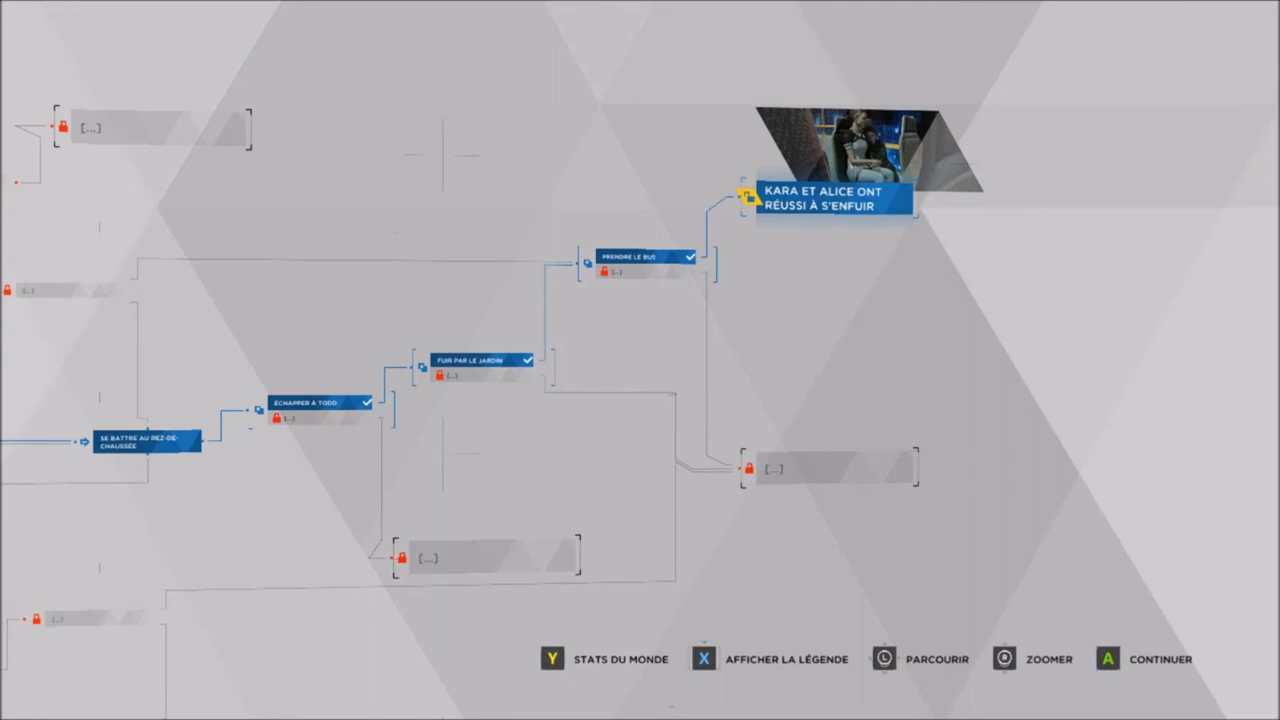 [...]
KARA ET ALICE ONT
RÉUSSI À S'ENFUIR
PRENDRE LE BUS
[...]
[...]
FUIR PAR LE JARDIN
[...]
ÉCHAPPER À TODD
[...]
SE BATTRE AU REZ-DE-
CHAUSSÉE
[...]
[...]
[...]
Y STATS DU MONDE
X AFFICHER LA LÉGENDE
L PARCOURIR
R ZOOMER
A CONTINUER